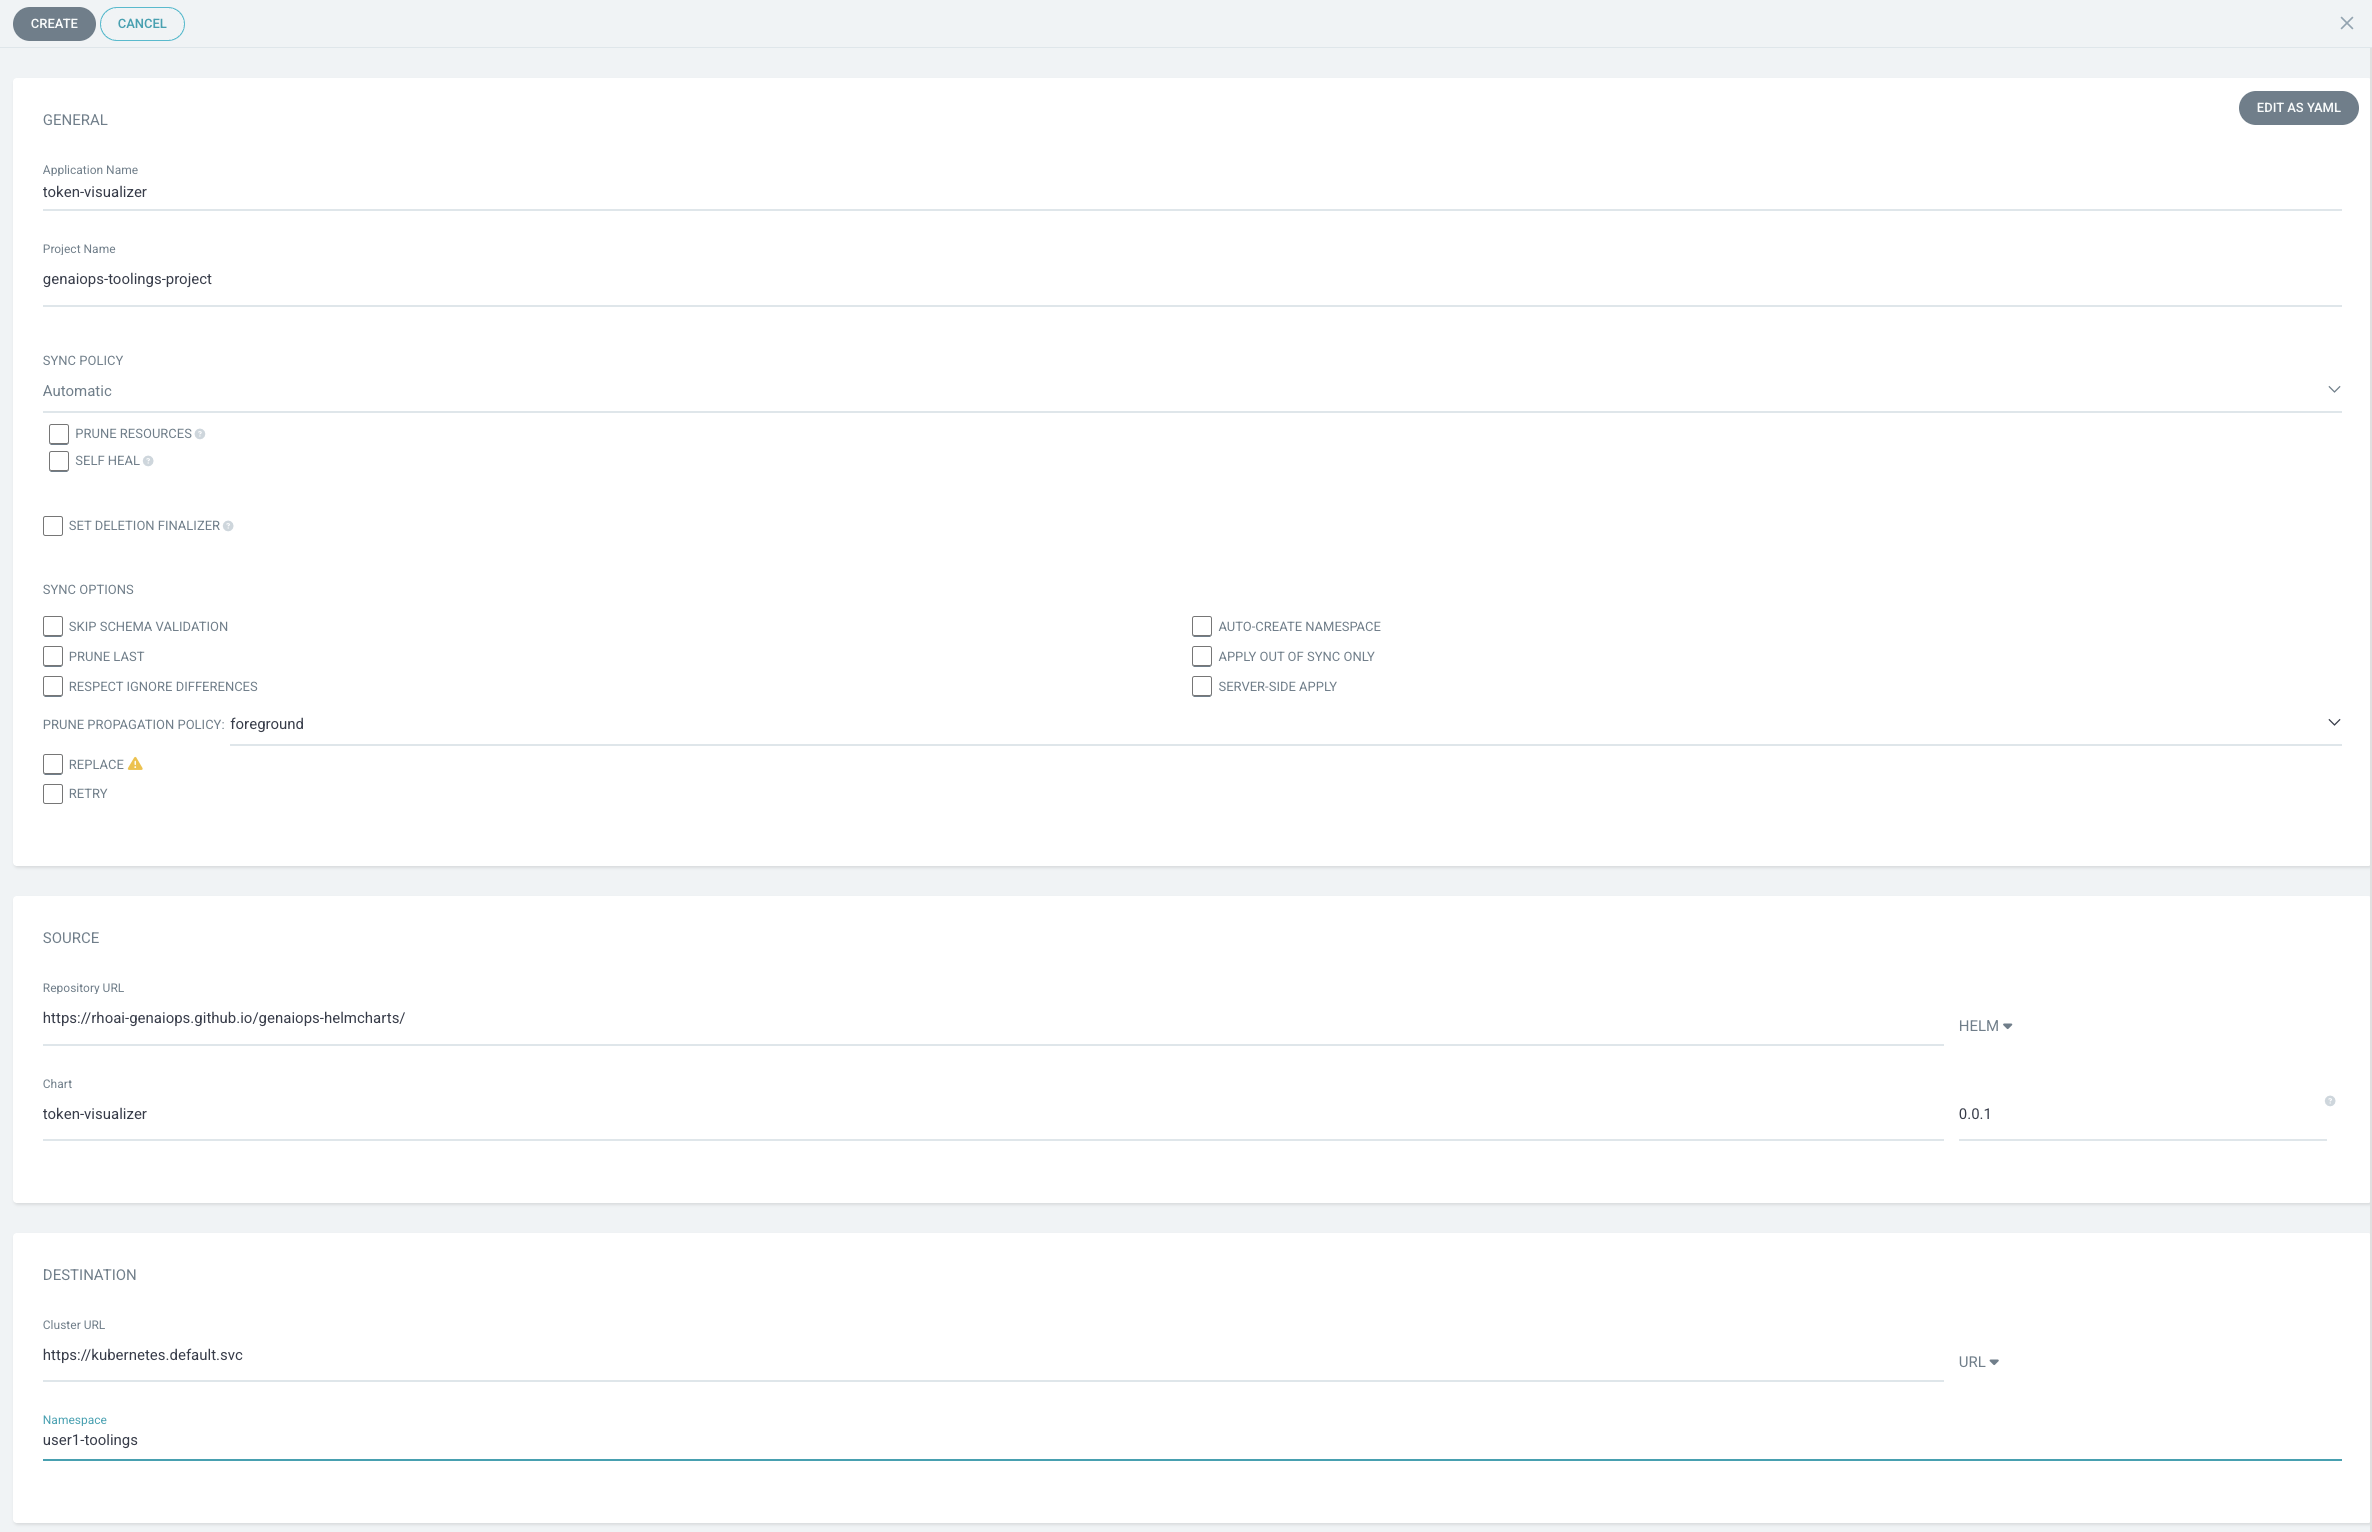 CREATE CANCEL
GENERAL
EDIT AS YAML
Application Name
token-visualizer
Project Name
genaiops-toolings-project
SYNC POLICY
Automatic
PRUNE RESOURCES
SELF HEAL
SET DELETION FINALIZER
SYNC OPTIONS
SKIP SCHEMA VALIDATION
AUTO-CREATE NAMESPACE
PRUNE LAST
APPLY OUT OF SYNC ONLY
RESPECT IGNORE DIFFERENCES
SERVER-SIDE APPLY
PRUNE PROPAGATION POLICY: foreground
REPLACE
RETRY
SOURCE
Repository URL
https://rhoai-genaiops.github.io/genaiops-helmcharts/
HELM
Chart
token-visualizer
0.0.1
DESTINATION
Cluster URL
https://kubernetes.default.svc
URL
Namespace
user1-toolings